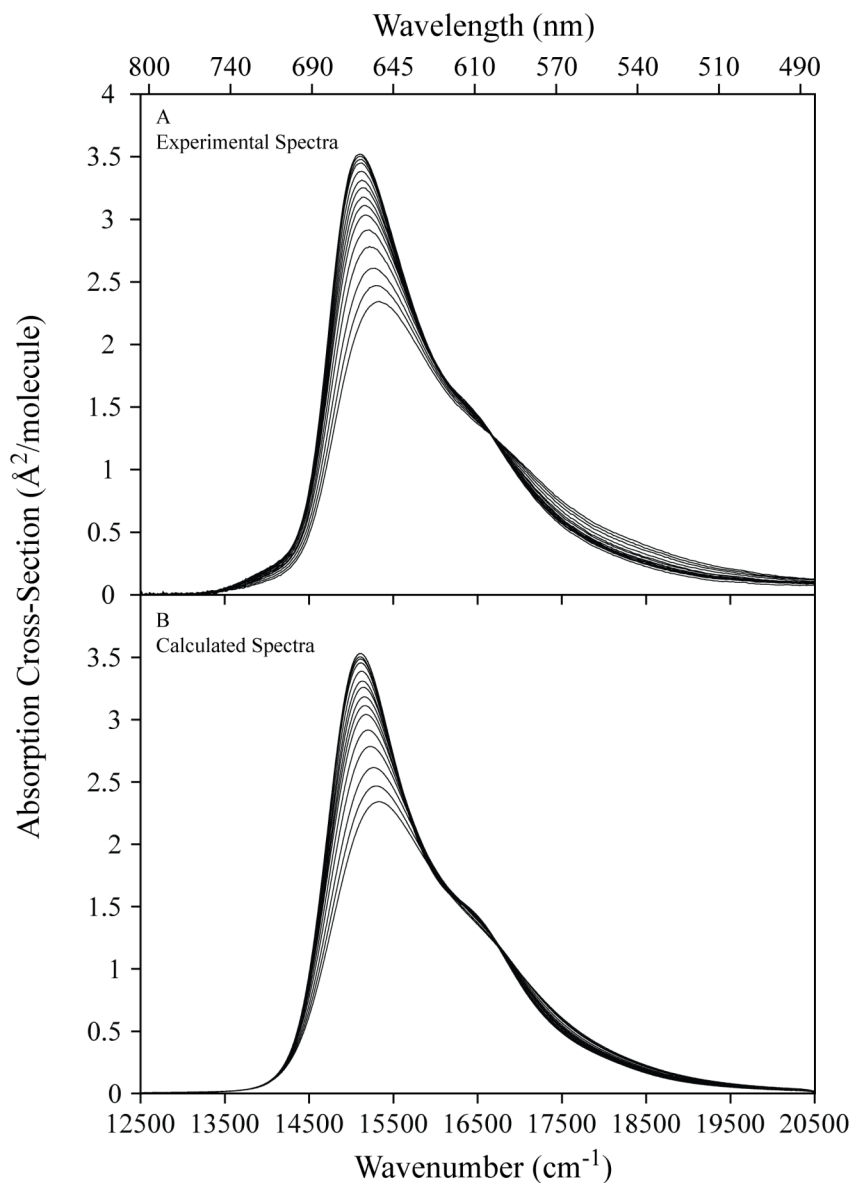 Wavelength (nm)
800 740 690 645 610 570 540 510 490
4
A
Experimental Spectra
3.5
3
2.5
2
1.5
1
0.5
0
Absorption Cross-Section (Å²/molecule)
B
Calculated Spectra
3.5
3
2.5
2
1.5
1
0.5
0
12500 13500 14500 15500 16500 17500 18500 19500 20500
Wavenumber (cm⁻¹)